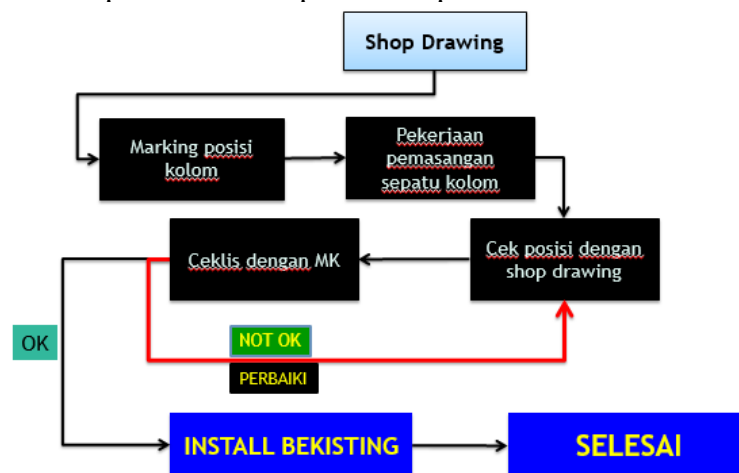 Shop Drawing
Marking posisi
kolom
Pekerjaan
pemasangan
sepatu kolom
Ceklis dengan MK
Cek posisi dengan
shop drawing
OK
NOT OK
PERBAIKI
INSTALL BEKISTING
SELESAI